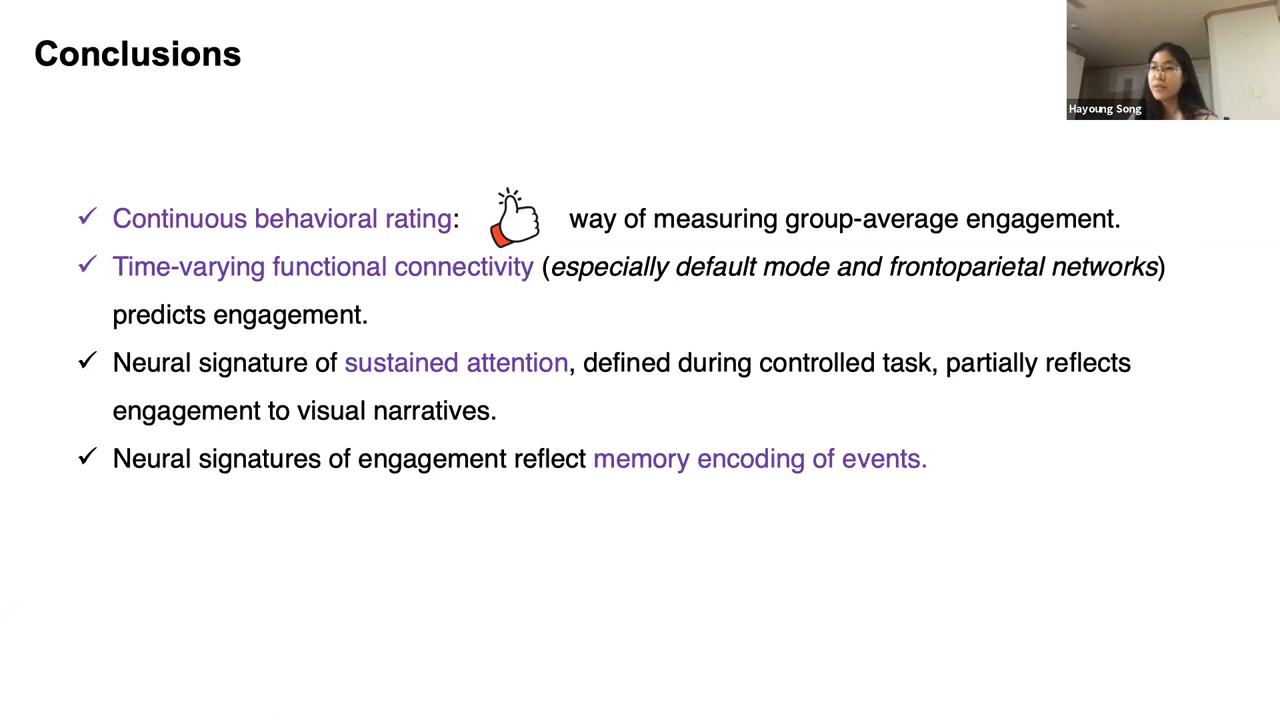 Conclusions
Hayoung Song
✓ Continuous behavioral rating: way of measuring group-average engagement.
✓ Time-varying functional connectivity (especially default mode and frontoparietal networks)
predicts engagement.
✓ Neural signature of sustained attention, defined during controlled task, partially reflects
engagement to visual narratives.
✓ Neural signatures of engagement reflect memory encoding of events.